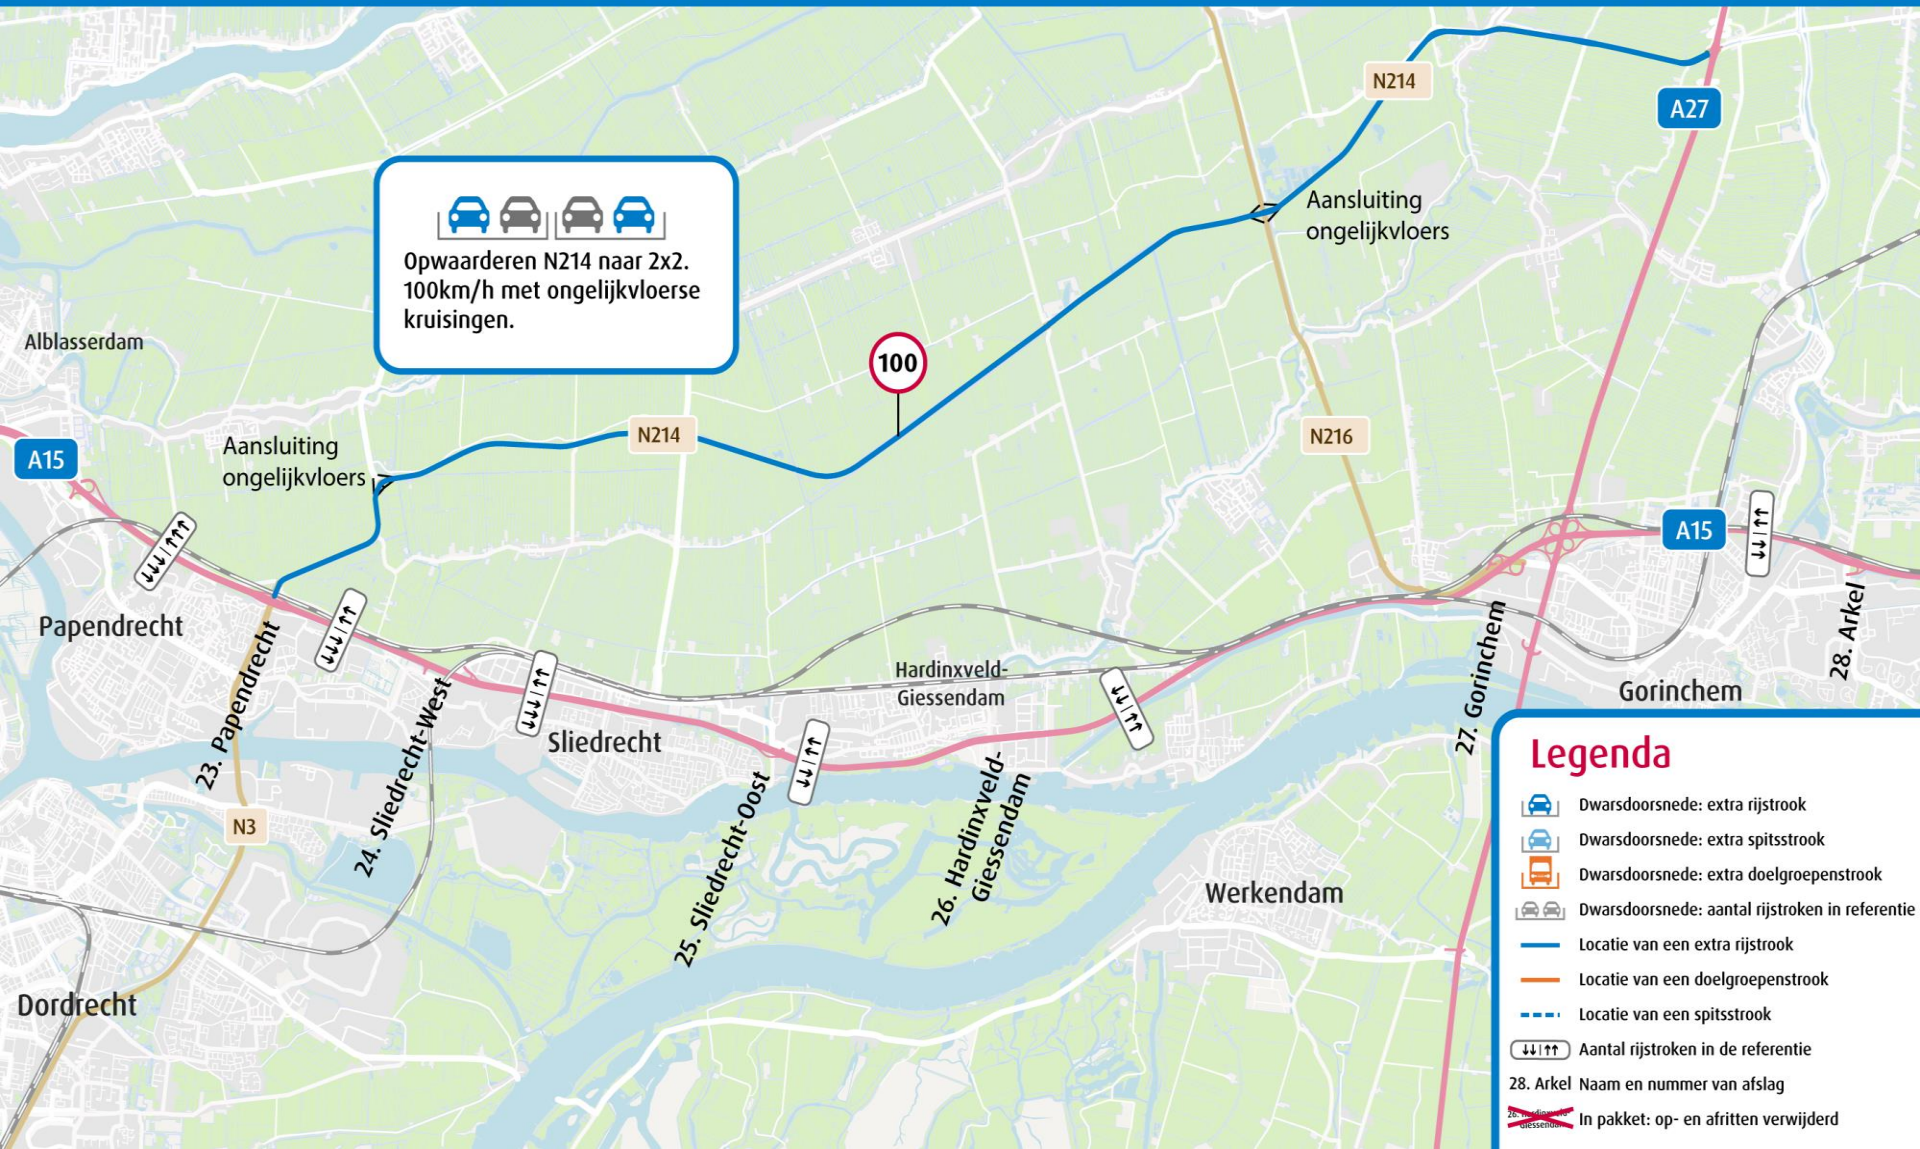 N214
A27
Aansluiting
ongelijkvloers
Opwaarderen N214 naar 2x2.
100km/h met ongelijkvloerse
kruisingen.
Alblasserdam
100
N214
N216
Aansluiting
ongelijkvloers
A15
A15
Papendrecht
23. Papendrecht
24. Sliedrecht-West
Sliedrecht
25. Sliedrecht-Oost
Hardinxveld-
Giessendam
26. Hardinxveld-
Giessendam
27. Gorinchem
Gorinchem
28. Arkel
N3
Werkendam
Dordrecht
Legenda
Dwarsdoorsnede: extra rijstrook
Dwarsdoorsnede: extra spitsstrook
Dwarsdoorsnede: extra doelgroepenstrook
Dwarsdoorsnede: aantal rijstroken in referentie
Locatie van een extra rijstrook
Locatie van een doelgroepenstrook
Locatie van een spitsstrook
Aantal rijstroken in de referentie
28. Arkel Naam en nummer van afslag
26. Hardinxveld-
Giessendam
In pakket: op- en afritten verwijderd